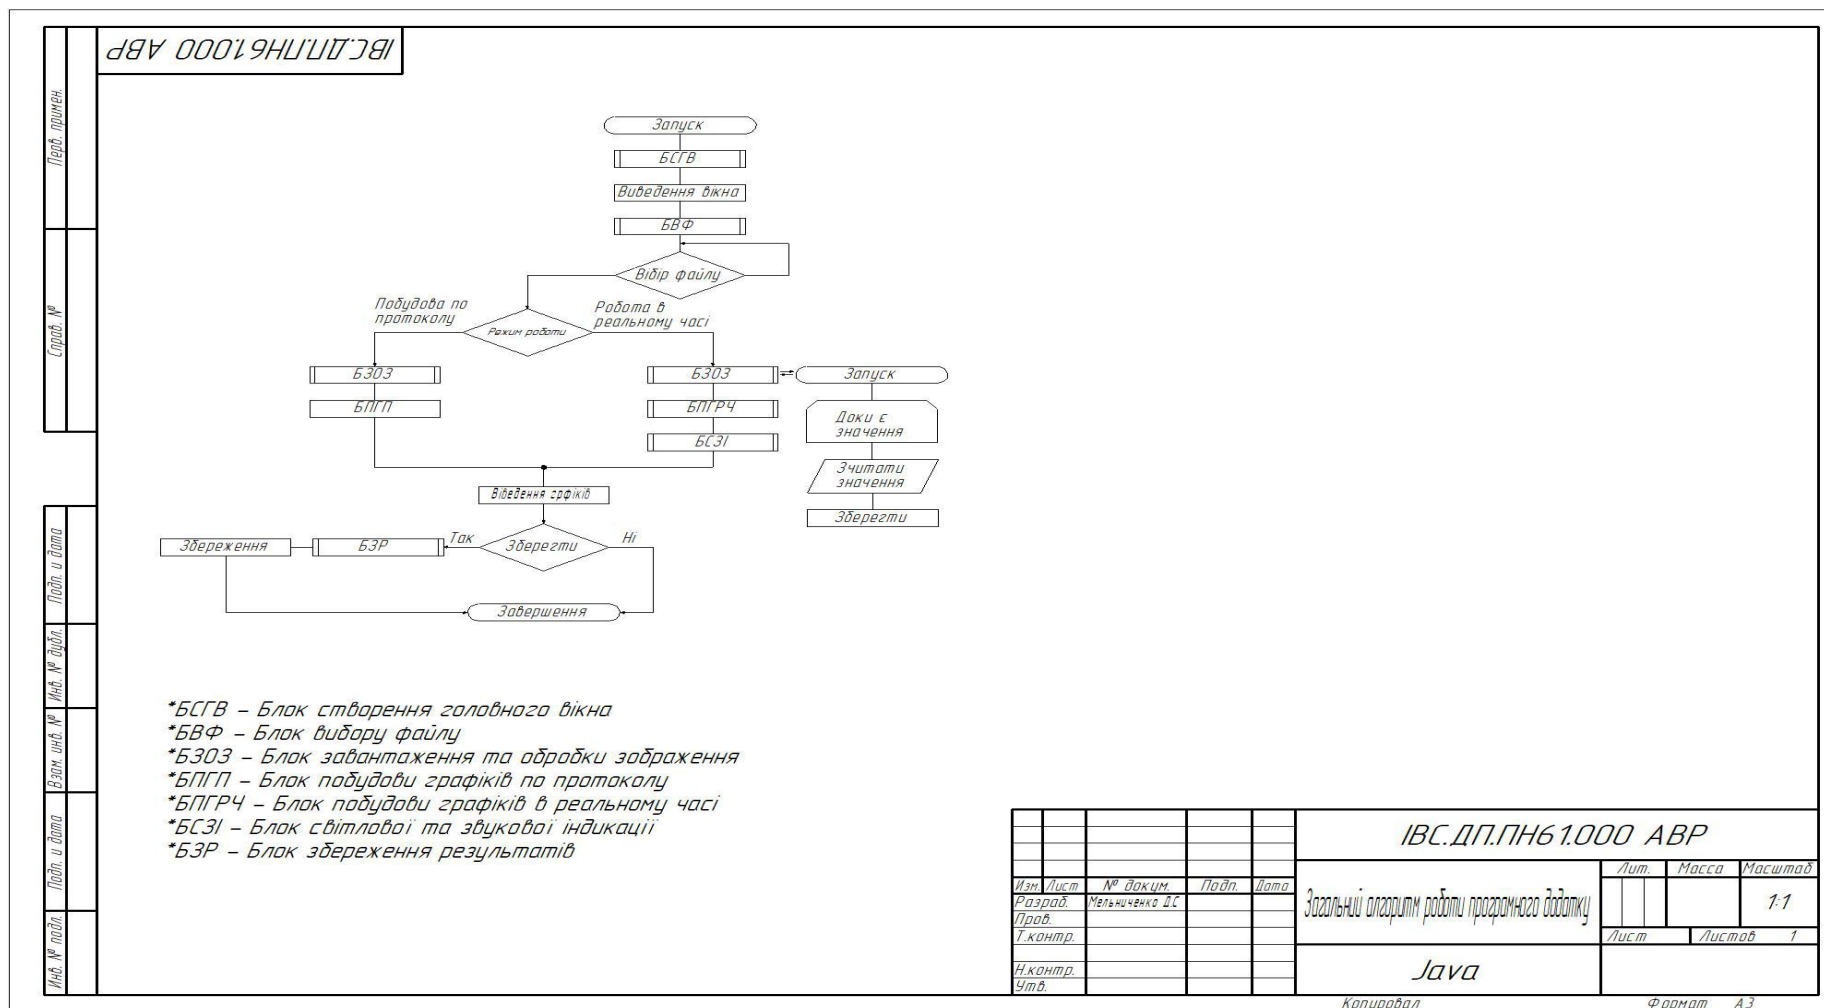 ІВС.ДП.ПН61.000 АВР
Перв. примен.
Справ. №
Подп. и дата
Инв. № дубл.
Взам. инв. №
Подп. и дата
Инв. № подл.
Запуск
БСГВ
Виведення вікна
БВФ
Вібір файлу
Побудова по
протоколу
Режим работи
Робота в
реальному часі
БЗОЗ
БПГП
БЗОЗ
БПГРЧ
БСЗІ
Запуск
Доки є
значення
Зчитати
значення
Зберегти
Віведення грфіків
Зберегти
Так
Ні
БЗР
Збереження
Завершення
*БСГВ – Блок створення головного вікна
*БВФ – Блок вибору файлу
*БЗОЗ – Блок завантаження та обробки зображення
*БПГП – Блок побудови графіків по протоколу
*БПГРЧ – Блок побудови графіків в реальному часі
*БСЗІ – Блок світлової та звукової індикації
*БЗР – Блок збереження результатів
ІВС.ДП.ПН61.000 АВР
Изм. Лист № докум. Подп. Дата
Разраб. Мельниченко Д.С
Пров.
Т.контр.
Н.контр.
Утв.
Загальний алгоритм роботи програмного додатку
Лит. Масса Масштаб
1:1
Лист Листов 1
Java
Копировал Формат А3